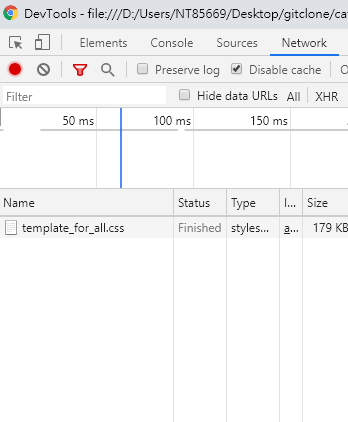 DevTools - file:///D:/Users/NT85669/Desktop/gitclone/ca
Elements Console Sources Network
Preserve log Disable cache
Filter Hide data URLs All XHR
50 ms 100 ms 150 ms
Name Status Type I... Size
template_for_all.css Finished styles... a... 179 KB